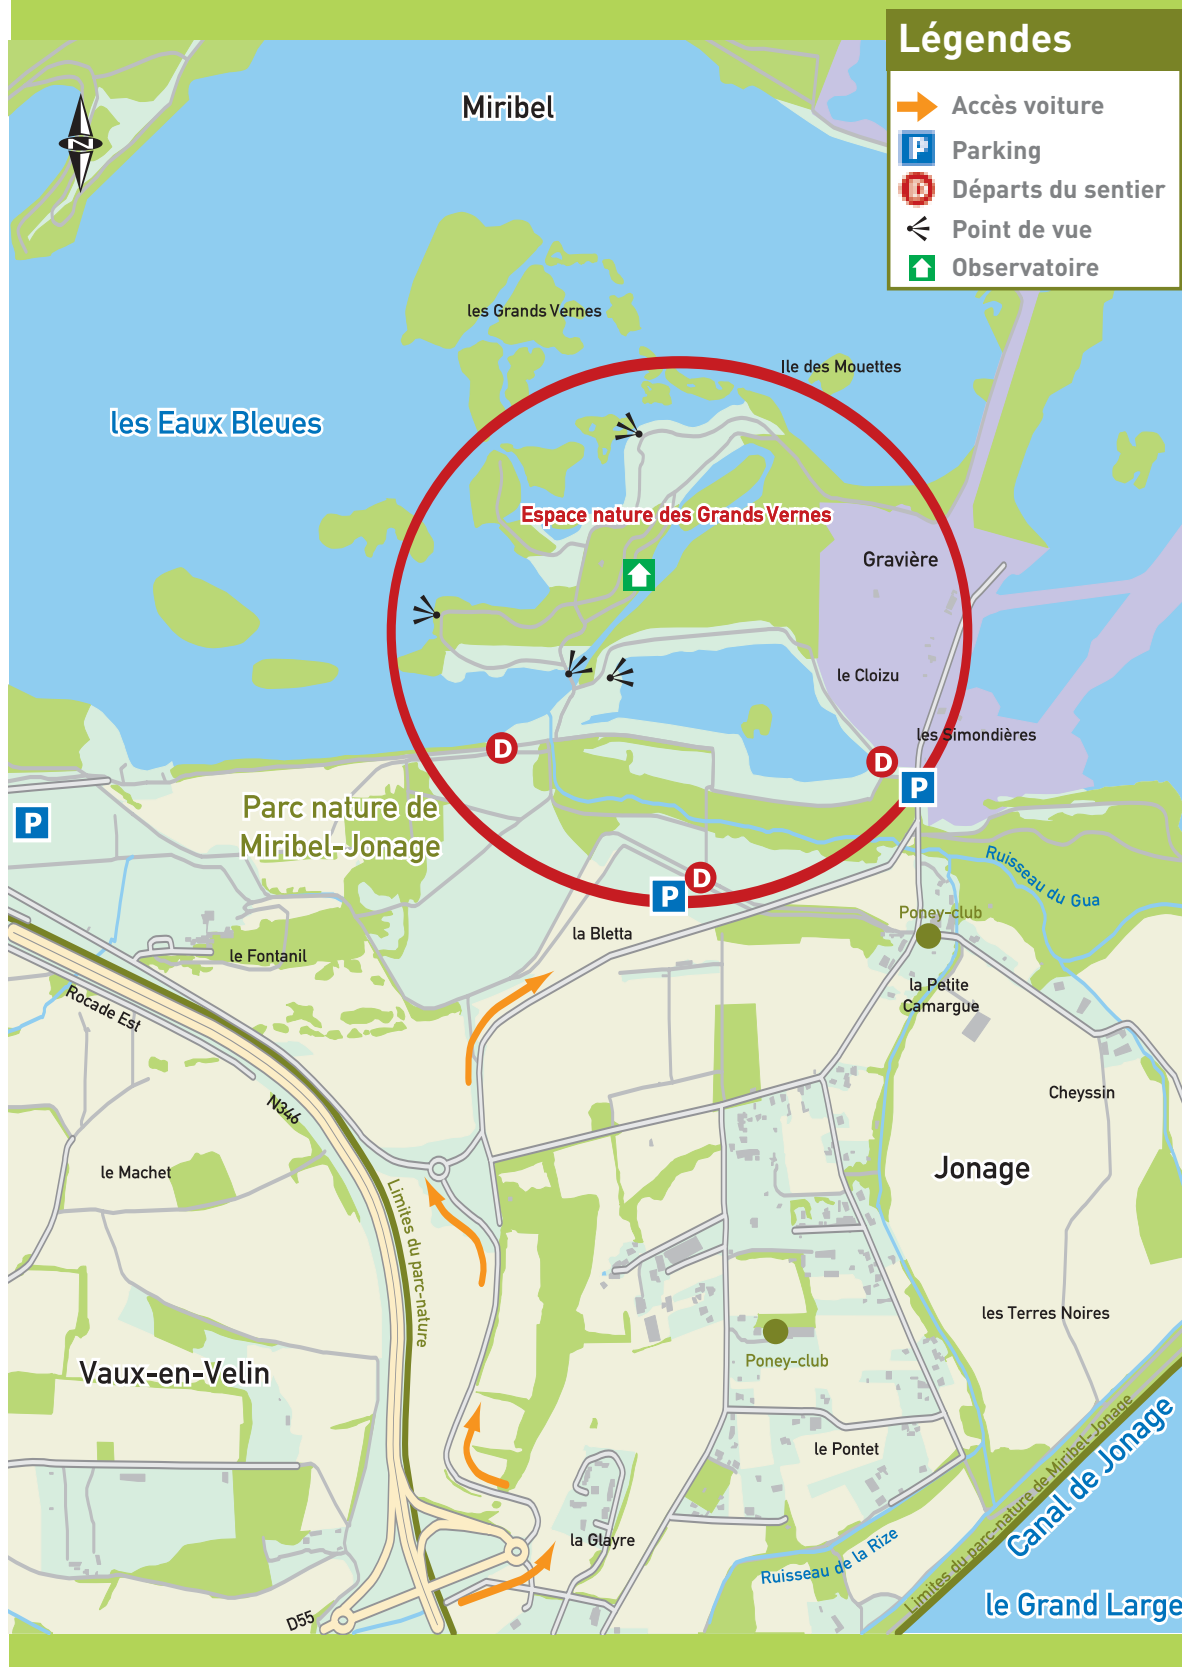 Légendes
Accès voiture
P Parking
D Départs du sentier
Point de vue
Observatoire
Miribel
N
les Grands Vernes
Ile des Mouettes
les Eaux Bleues
Espace nature des Grands Vernes
Gravière
le Cloizu
les Simondières
D
D
P
Parc nature de
Miribel-Jonage
P
Ruisseau du Gua
D
P
Poney-club
la Bletta
le Fontanil
la Petite
Camargue
Rocade Est
N346
Cheyssin
le Machet
Jonage
Limites du parc-nature
les Terres Noires
Poney-club
Vaux-en-Velin
le Pontet
Limites du parc-nature de Miribel-Jonage
Canal de Jonage
la Glayre
Ruisseau de la Rize
le Grand Large
D55